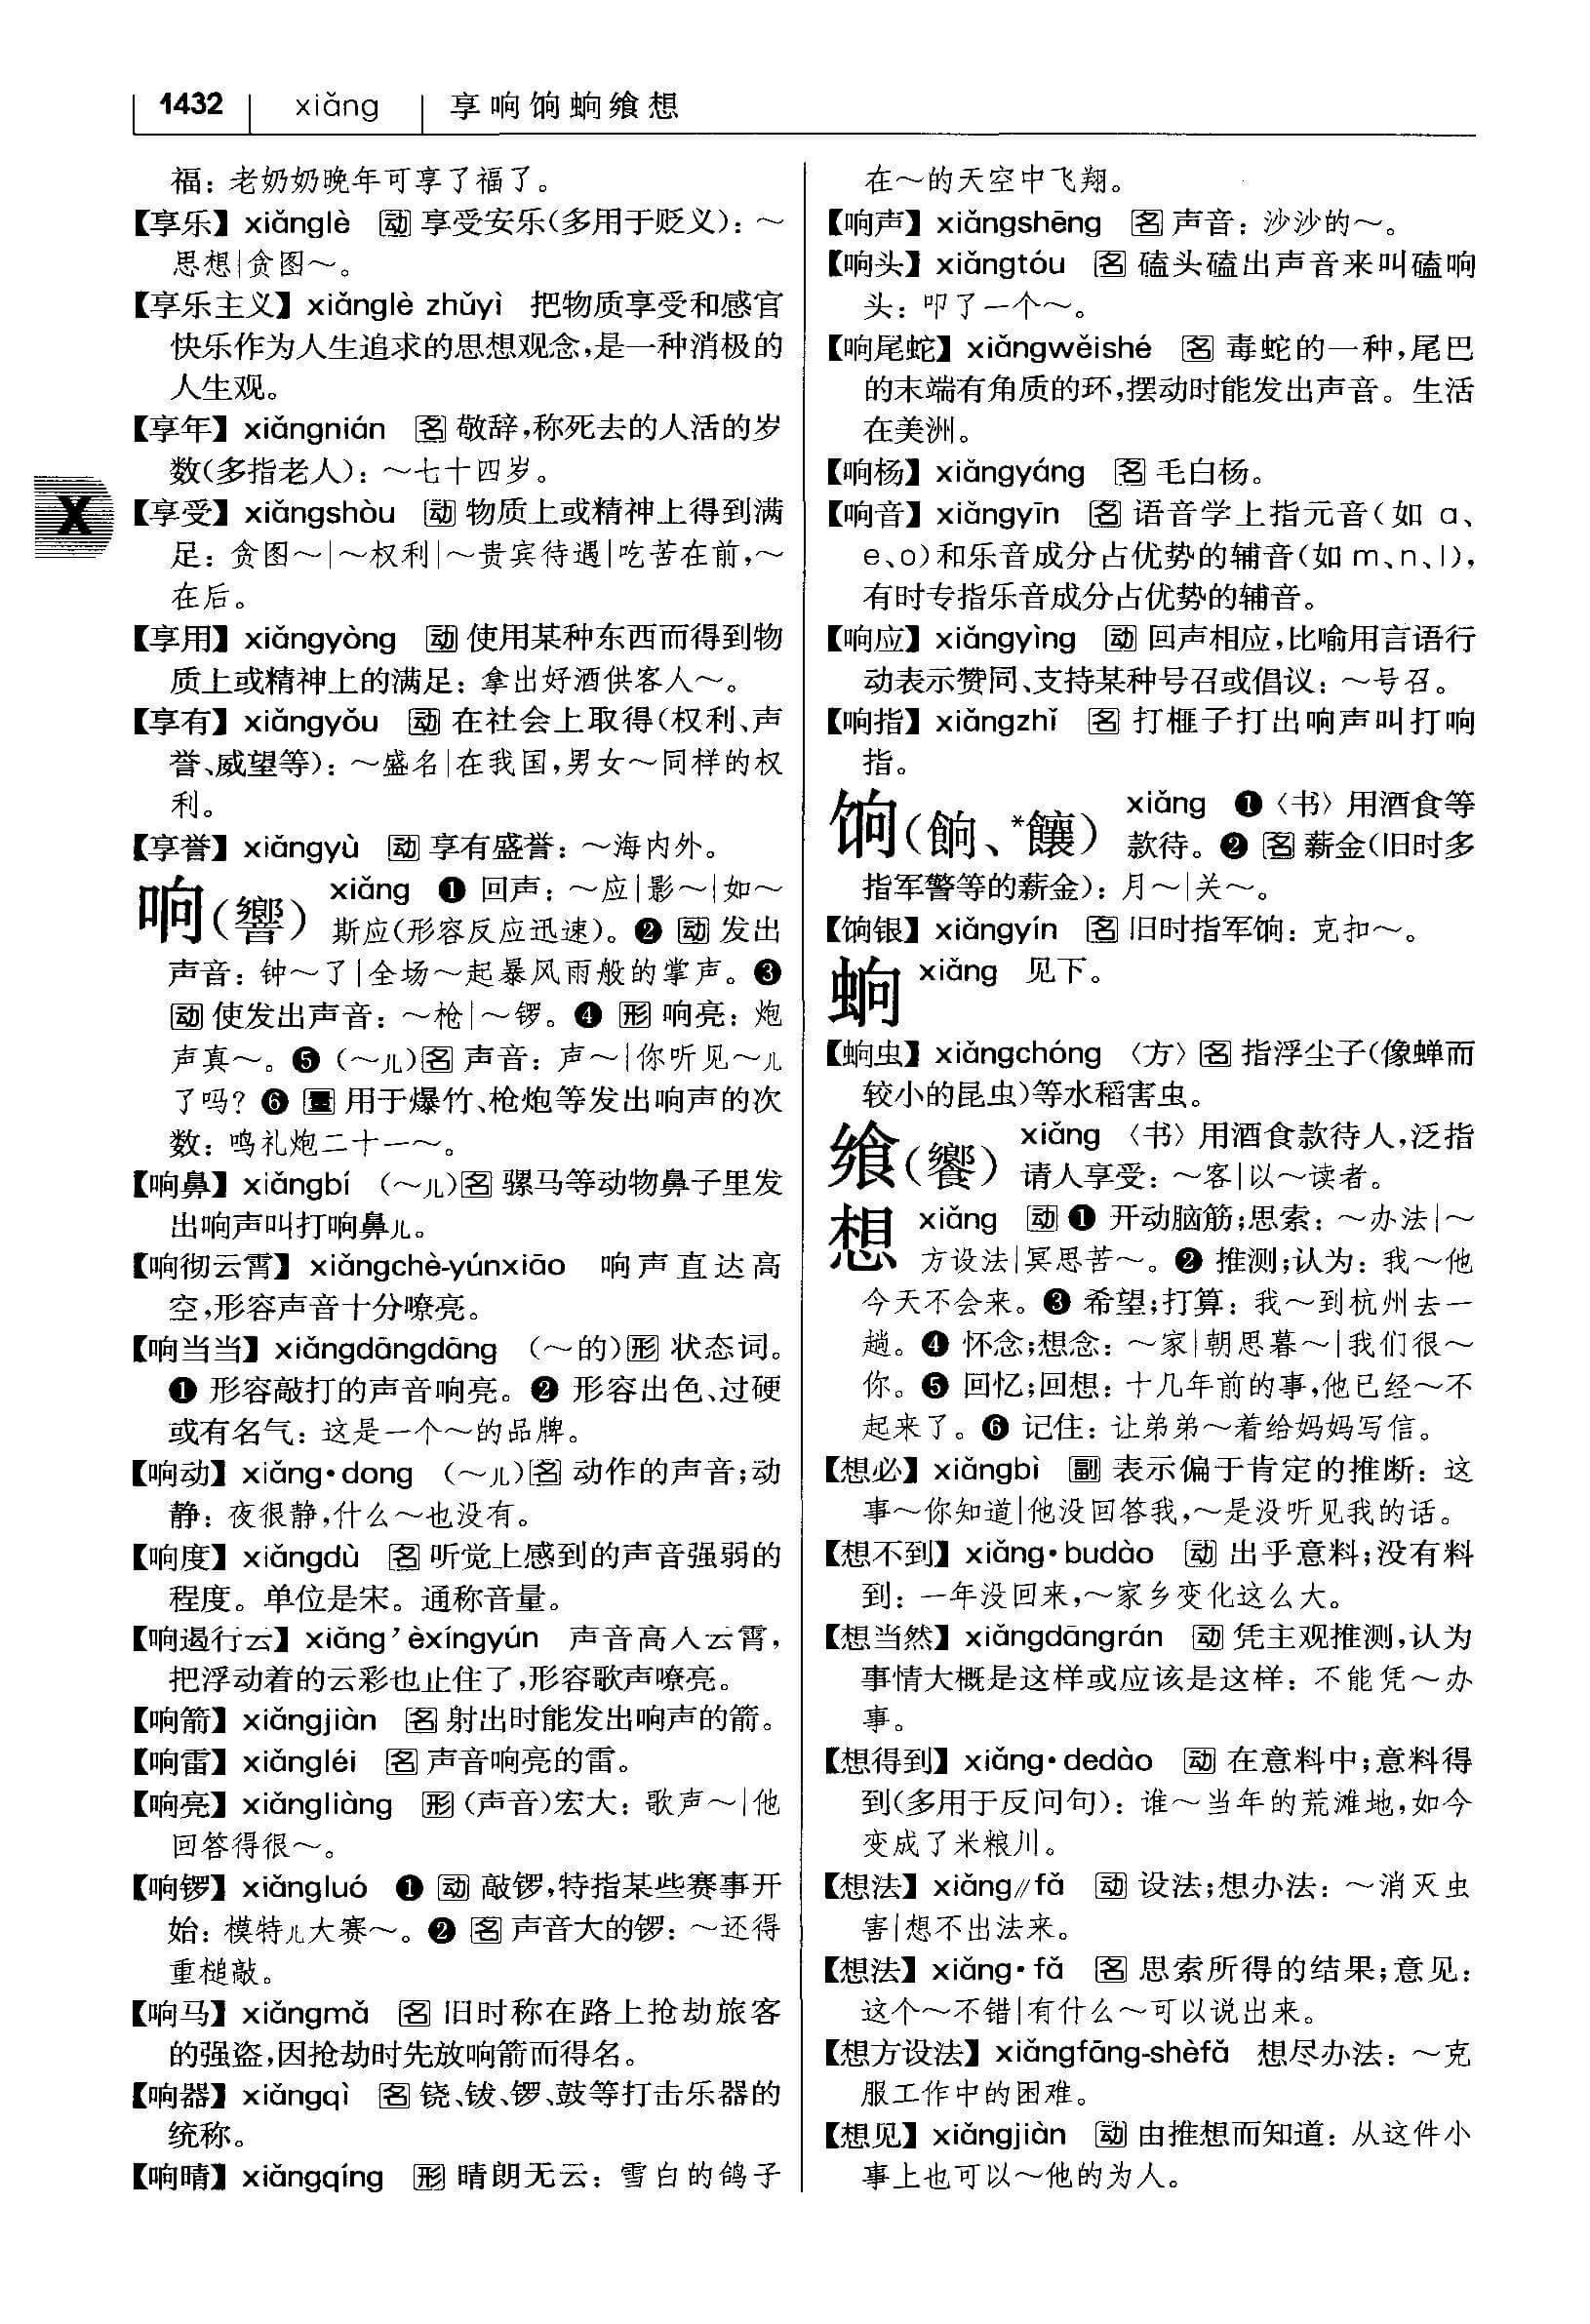 1432 xiǎng 享响饷蚃飨想
福：老奶奶晚年可享了福了。
【享乐】xiǎnglè 动 享受安乐(多用于贬义)：～
思想|贪图～。
【享乐主义】xiǎnglè zhǔyì 把物质享受和感官
快乐作为人生追求的思想观念,是一种消极的
人生观。
【享年】xiǎngnián 名 敬辞,称死去的人活的岁
数(多指老人)：～七十四岁。
X
【享受】xiǎngshòu 动 物质上或精神上得到满
足：贪图～|～权利|～贵宾待遇|吃苦在前,～
在后。
【享用】xiǎngyòng 动 使用某种东西而得到物
质上或精神上的满足：拿出好酒供客人～。
【享有】xiǎngyǒu 动 在社会上取得(权利、声
誉、威望等)：～盛名|在我国,男女～同样的权
利。
【享誉】xiǎngyù 动 享有盛誉：～海内外。
响(響) xiǎng ❶ 回声：～应|影～|如～
斯应(形容反应迅速)。❷ 动 发出
声音：钟～了|全场～起暴风雨般的掌声。❸
动 使发出声音：～枪|～锣。❹ 形 响亮：炮
声真～。❺ (～儿)名 声音：声～|你听见～儿
了吗? ❻ 量 用于爆竹、枪炮等发出响声的次
数：鸣礼炮二十一～。
【响鼻】xiǎngbí (～儿)名 骡马等动物鼻子里发
出响声叫打响鼻儿。
【响彻云霄】xiǎngchè-yúnxiāo 响声直达高
空,形容声音十分嘹亮。
【响当当】xiǎngdāngdāng (～的)形 状态词。
❶ 形容敲打的声音响亮。❷ 形容出色、过硬
或有名气：这是一个～的品牌。
【响动】xiǎng•dong (～儿)名 动作的声音;动
静：夜很静,什么～也没有。
【响度】xiǎngdù 名 听觉上感到的声音强弱的
程度。单位是宋。通称音量。
【响遏行云】xiǎng’èxíngyún 声音高入云霄,
把浮动着的云彩也止住了,形容歌声嘹亮。
【响箭】xiǎngjiàn 名 射出时能发出响声的箭。
【响雷】xiǎngléi 名 声音响亮的雷。
【响亮】xiǎngliàng 形 (声音)宏大：歌声～|他
回答得很～。
【响锣】xiǎngluó ❶ 动 敲锣,特指某些赛事开
始：模特儿大赛～。❷ 名 声音大的锣：～还得
重槌敲。
【响马】xiǎngmǎ 名 旧时称在路上抢劫旅客
的强盗,因抢劫时先放响箭而得名。
【响器】xiǎngqì 名 铙、钹、锣、鼓等打击乐器的
统称。
【响晴】xiǎngqíng 形 晴朗无云：雪白的鸽子
在～的天空中飞翔。
【响声】xiǎngshēng 名 声音：沙沙的～。
【响头】xiǎngtóu 名 磕头磕出声音来叫磕响
头：叩了一个～。
【响尾蛇】xiǎngwěishé 名 毒蛇的一种,尾巴
的末端有角质的环,摆动时能发出声音。生活
在美洲。
【响杨】xiǎngyáng 名 毛白杨。
【响音】xiǎngyīn 名 语音学上指元音(如 a、
e、o)和乐音成分占优势的辅音(如 m、n、l),
有时专指乐音成分占优势的辅音。
【响应】xiǎngyìng 动 回声相应,比喻用言语行
动表示赞同、支持某种号召或倡议：～号召。
【响指】xiǎngzhǐ 名 打榧子打出响声叫打响
指。
饷(餉、*饟) xiǎng ❶〈书〉用酒食等
款待。❷ 名 薪金(旧时多
指军警等的薪金)：月～|关～。
【饷银】xiǎngyín 名 旧时指军饷：克扣～。
蚃 xiǎng 见下。
【蚃虫】xiǎngchóng 〈方〉名 指浮尘子(像蝉而
较小的昆虫)等水稻害虫。
飨(饗) xiǎng 〈书〉用酒食款待人,泛指
请人享受：～客|以～读者。
想 xiǎng 动 ❶ 开动脑筋;思索：～办法|～
方设法|冥思苦～。❷ 推测;认为：我～他
今天不会来。❸ 希望;打算：我～到杭州去一
趟。❹ 怀念;想念：～家|朝思暮～|我们很～
你。❺ 回忆;回想：十几年前的事,他已经～不
起来了。❻ 记住：让弟弟～着给妈妈写信。
【想必】xiǎngbì 副 表示偏于肯定的推断：这
事～你知道|他没回答我,～是没听见我的话。
【想不到】xiǎng•budào 动 出乎意料;没有料
到：一年没回来,～家乡变化这么大。
【想当然】xiǎngdāngrán 动 凭主观推测,认为
事情大概是这样或应该是这样：不能凭～办
事。
【想得到】xiǎng•dedào 动 在意料中;意料得
到(多用于反问句)：谁～当年的荒滩地,如今
变成了米粮川。
【想法】xiǎng∥fǎ 动 设法;想办法：～消灭虫
害|想不出法来。
【想法】xiǎng•fǎ 名 思索所得的结果;意见：
这个～不错|有什么～可以说出来。
【想方设法】xiǎngfāng-shèfǎ 想尽办法：～克
服工作中的困难。
【想见】xiǎngjiàn 动 由推想而知道：从这件小
事上也可以～他的为人。